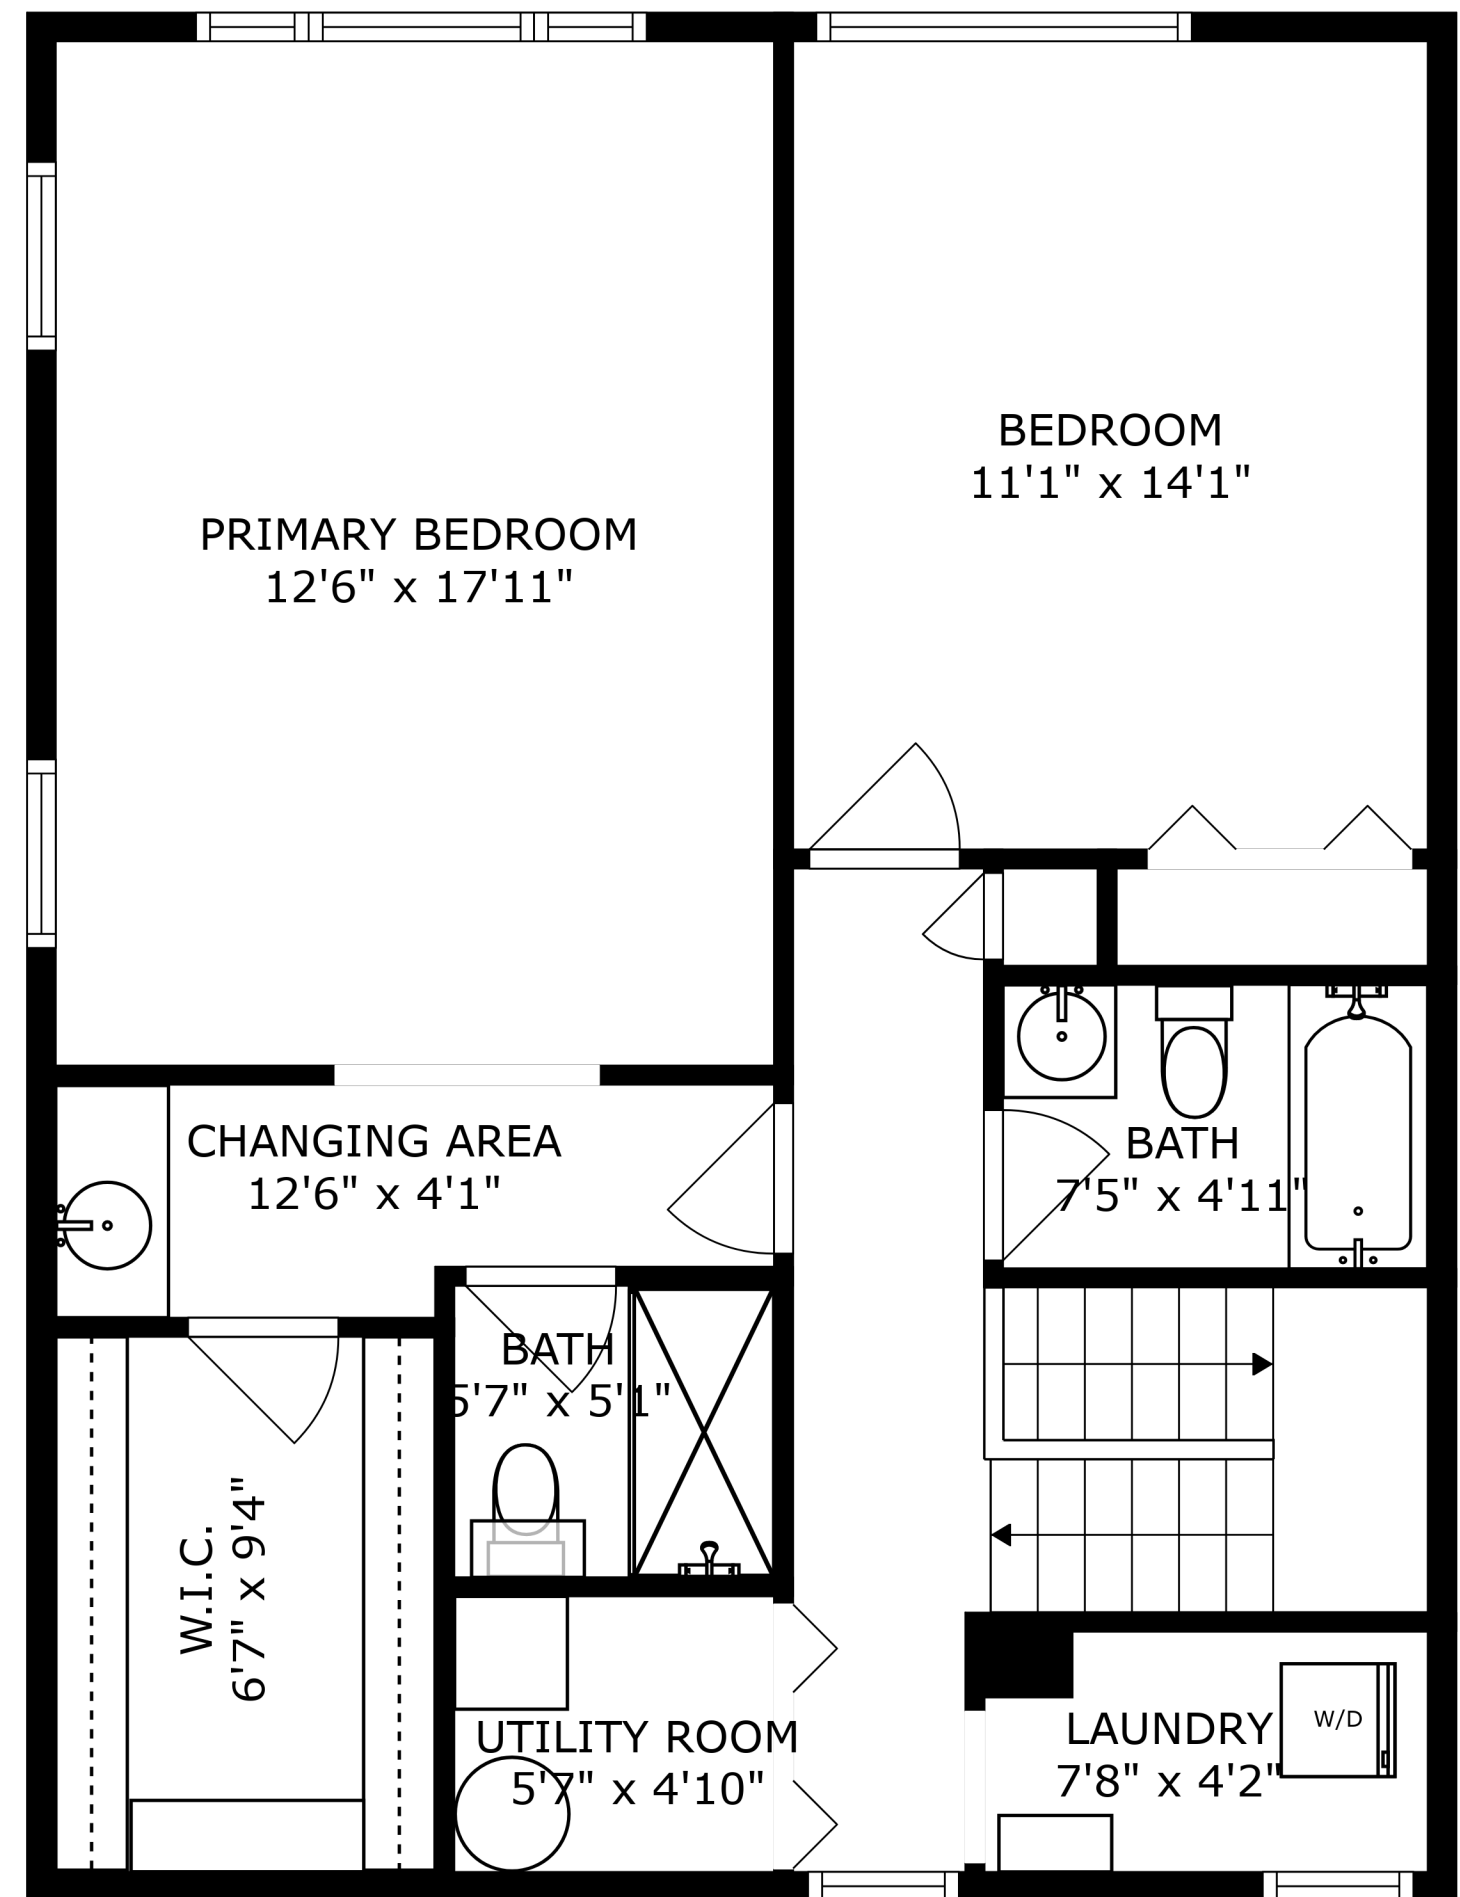 BEDROOM
11'1" x 14'1"
PRIMARY BEDROOM
12'6" x 17'11"
CHANGING AREA
12'6" x 4'1"
BATH
7'5" x 4'11"
BATH
5'7" x 5'1"
W.I.C.
6'7" x 9'4"
UTILITY ROOM
5'7" x 4'10"
LAUNDRY
7'8" x 4'2"
W/D